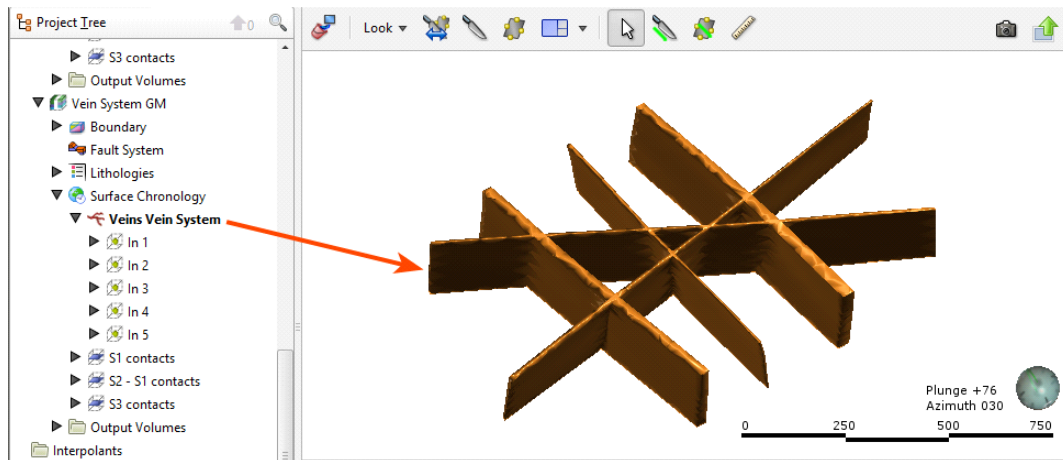 Project Tree
0
Look
S3 contacts
Output Volumes
Vein System GM
Boundary
Fault System
Lithologies
Surface Chronology
Veins Vein System
In 1
In 2
In 3
In 4
In 5
S1 contacts
S2 - S1 contacts
S3 contacts
Output Volumes
Interpolants
Plunge +76
Azimuth 030
0 250 500 750